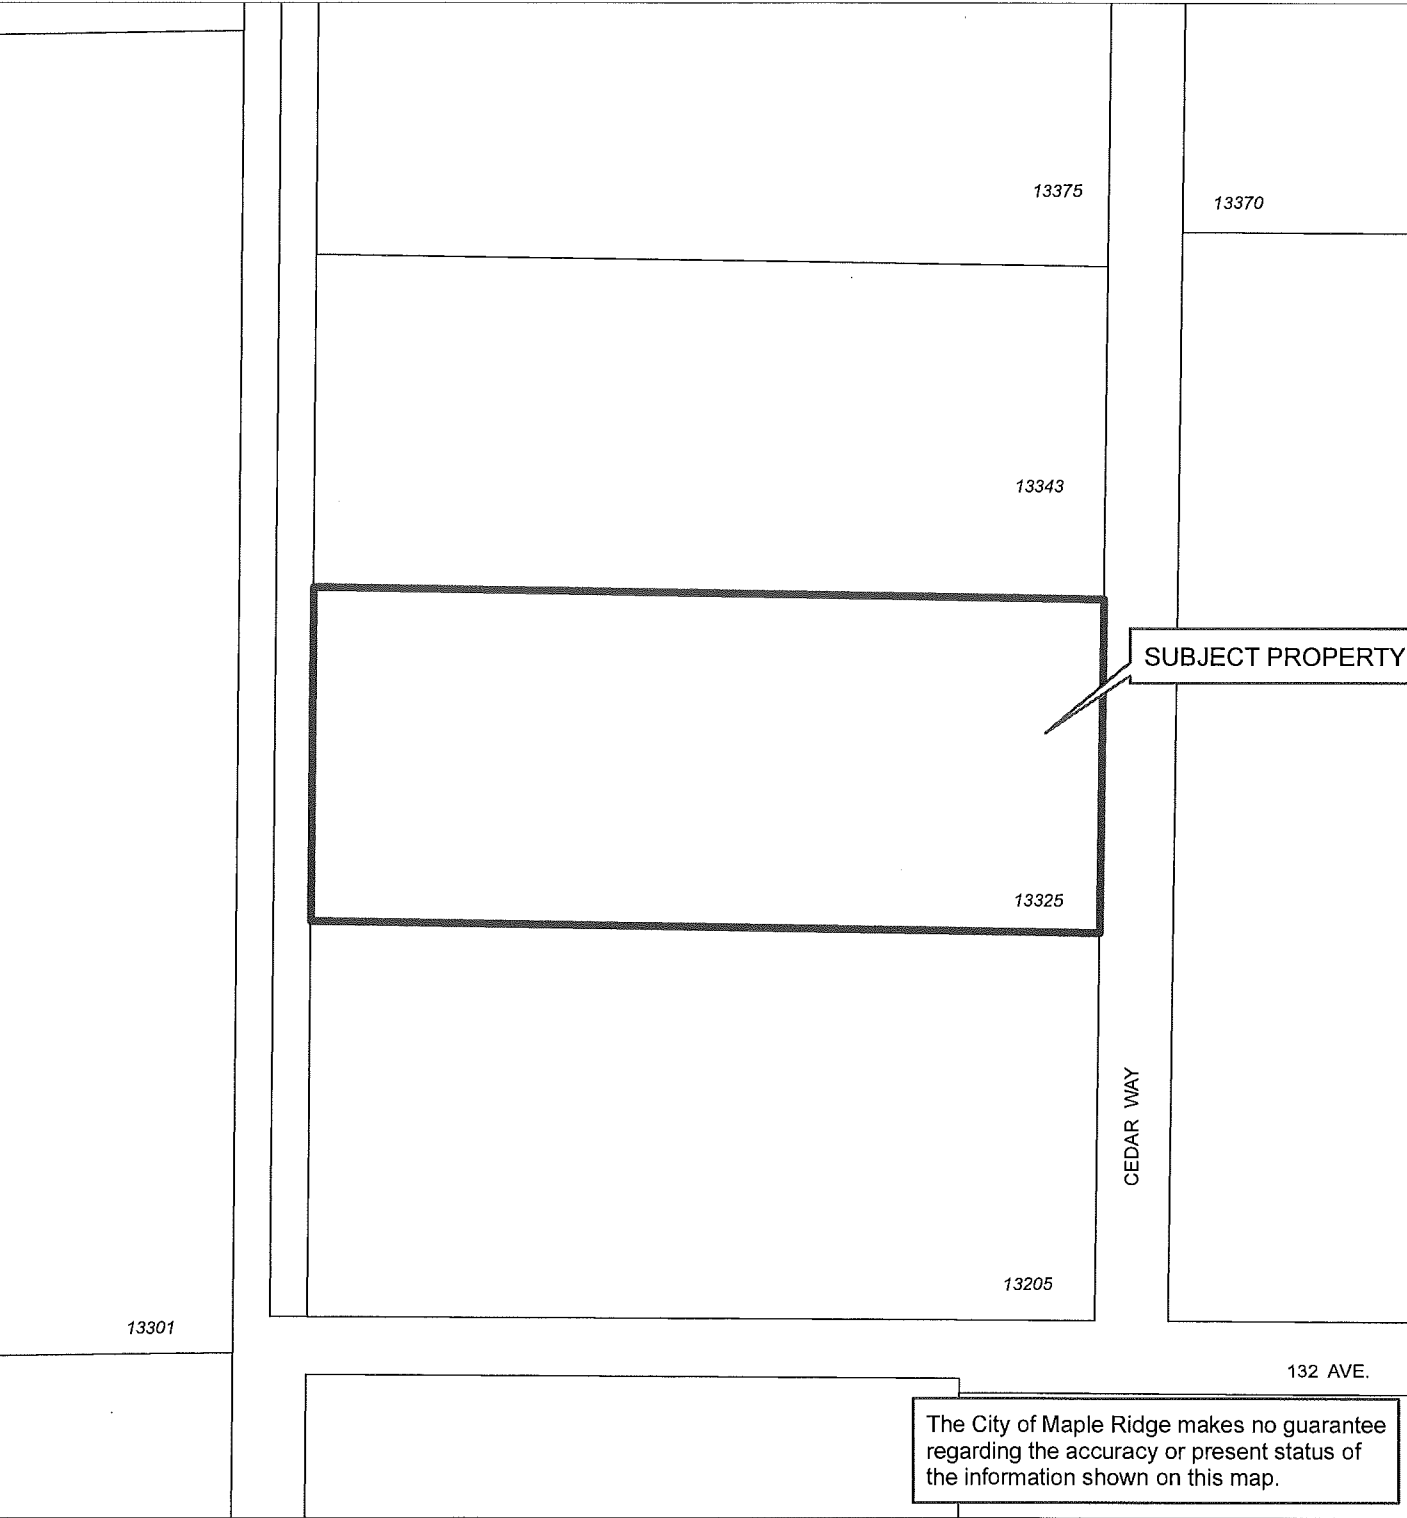 13375
13370
13343
SUBJECT PROPERTY
13325
CEDAR WAY
13205
13301
132 AVE.
The City of Maple Ridge makes no guarantee
regarding the accuracy or present status of
the information shown on this map.